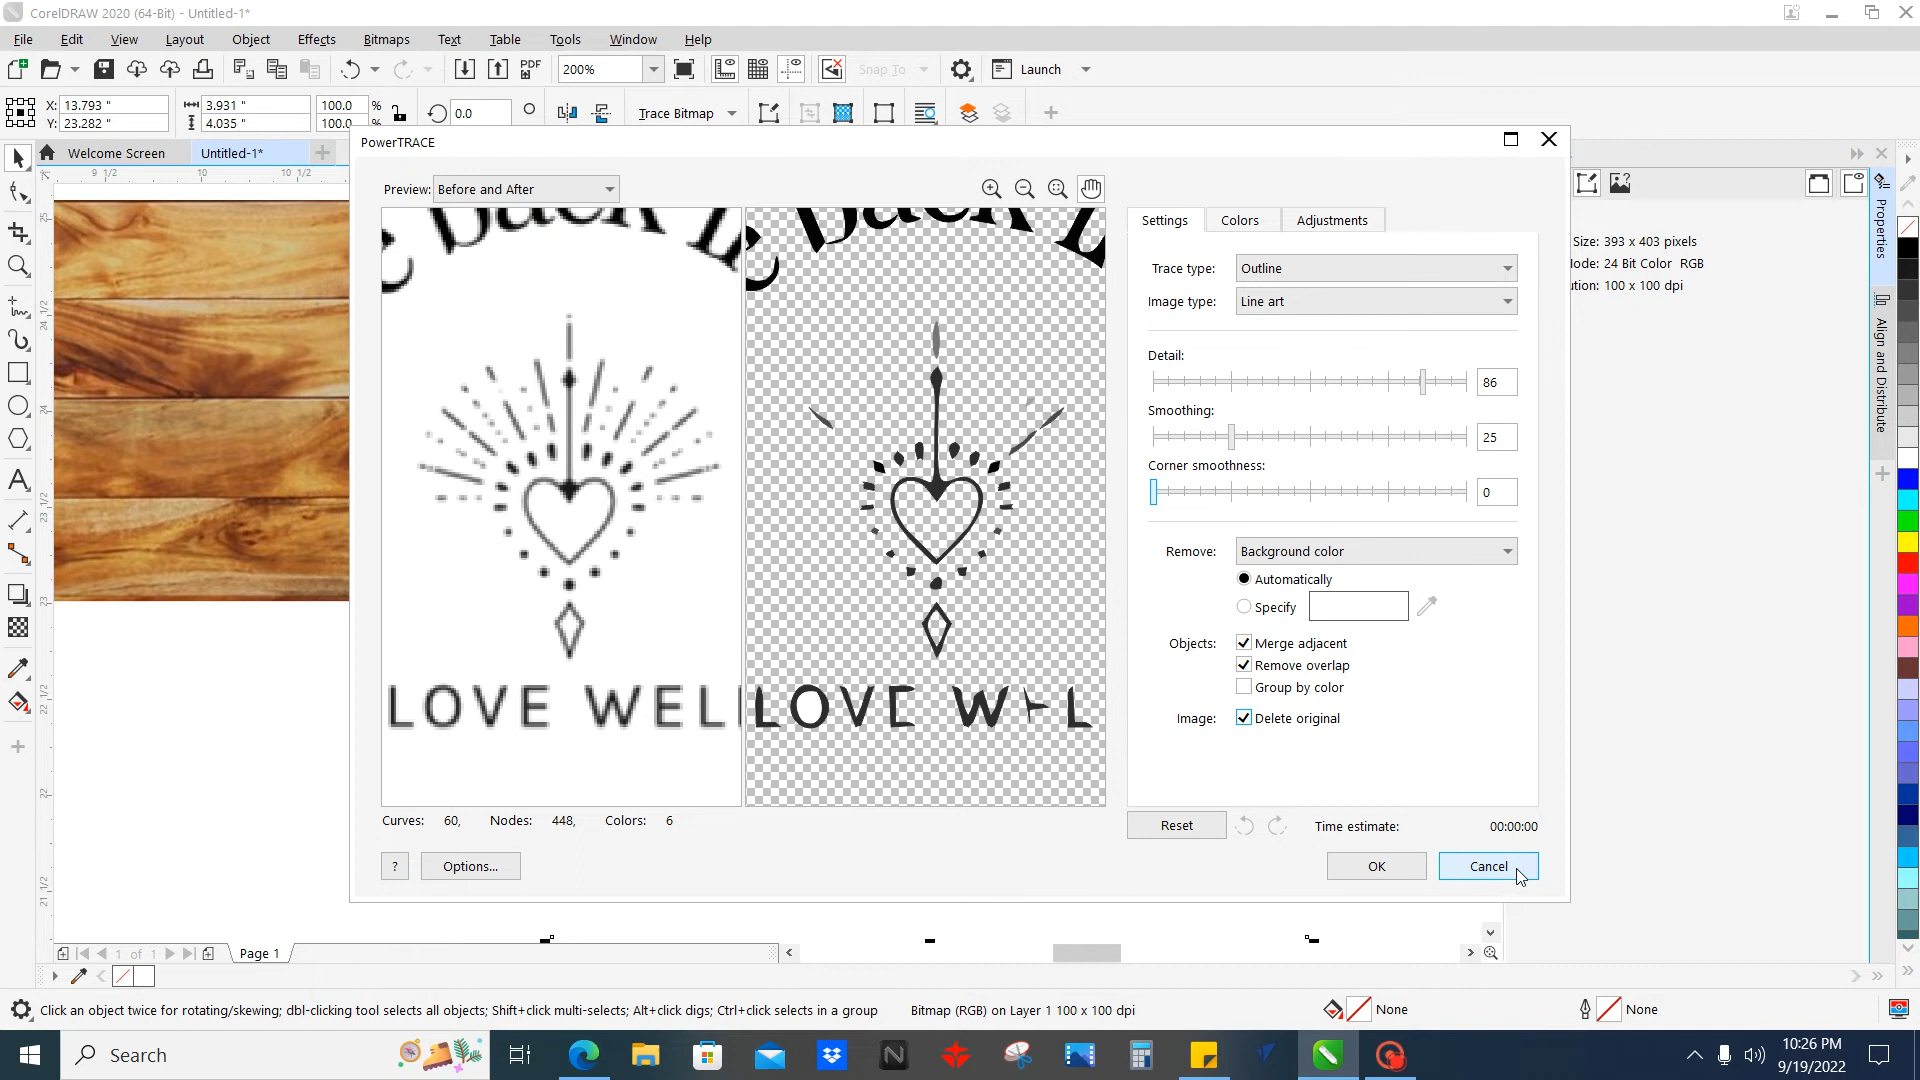 CorelDRAW 2020 (64-Bit) - Untitled-1*
File Edit View Layout Object Effects Bitmaps Text Table Tools Window Help
PDF 200% Snap To Launch
X: 13.793 " 3.931 " 100.0 % 0.0 Trace Bitmap
Y: 23.282 " 4.035 " 100.0 %
PowerTRACE
Welcome Screen Untitled-1*
9 1/2 10 10 1/2
Preview: Before and After
Settings Colors Adjustments
Properties
Size: 393 x 403 pixels
24 Bit Color RGB
100 x 100 dpi
Trace type: Outline
Image type: Line art
Align and Distribute
Detail:
86
Smoothing:
25
Corner smoothness:
0
Remove: Background color
Automatically
Specify
Objects: Merge adjacent
Remove overlap
Group by color
Image: Delete original
LOVE WELL
Curves: 60, Nodes: 448, Colors: 6
Reset Time estimate: 00:00:00
? Options... OK Cancel
1 of 1 Page 1
Click an object twice for rotating/skewing; dbl-clicking tool selects all objects; Shift+click multi-selects; Alt+click digs; Ctrl+click selects in a group Bitmap (RGB) on Layer 1 100 x 100 dpi None None
Search
10:26 PM
9/19/2022